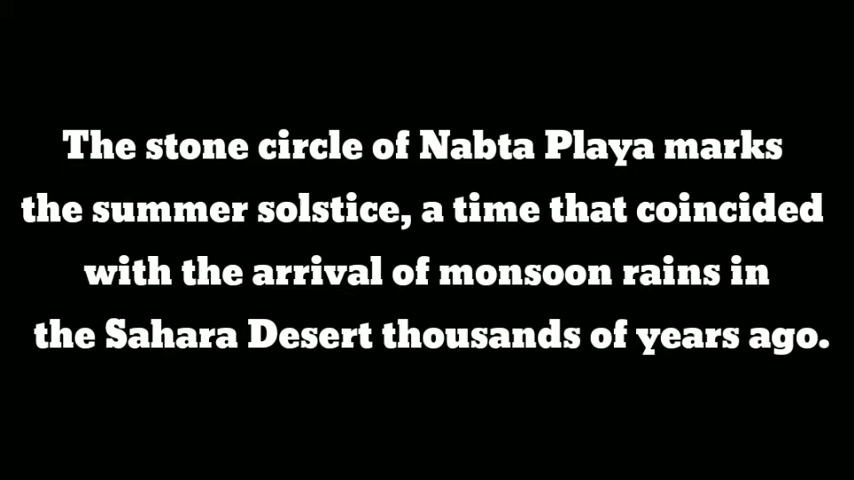 The stone circle of Nabta Playa marks
the summer solstice, a time that coincided
with the arrival of monsoon rains in
the Sahara Desert thousands of years ago.